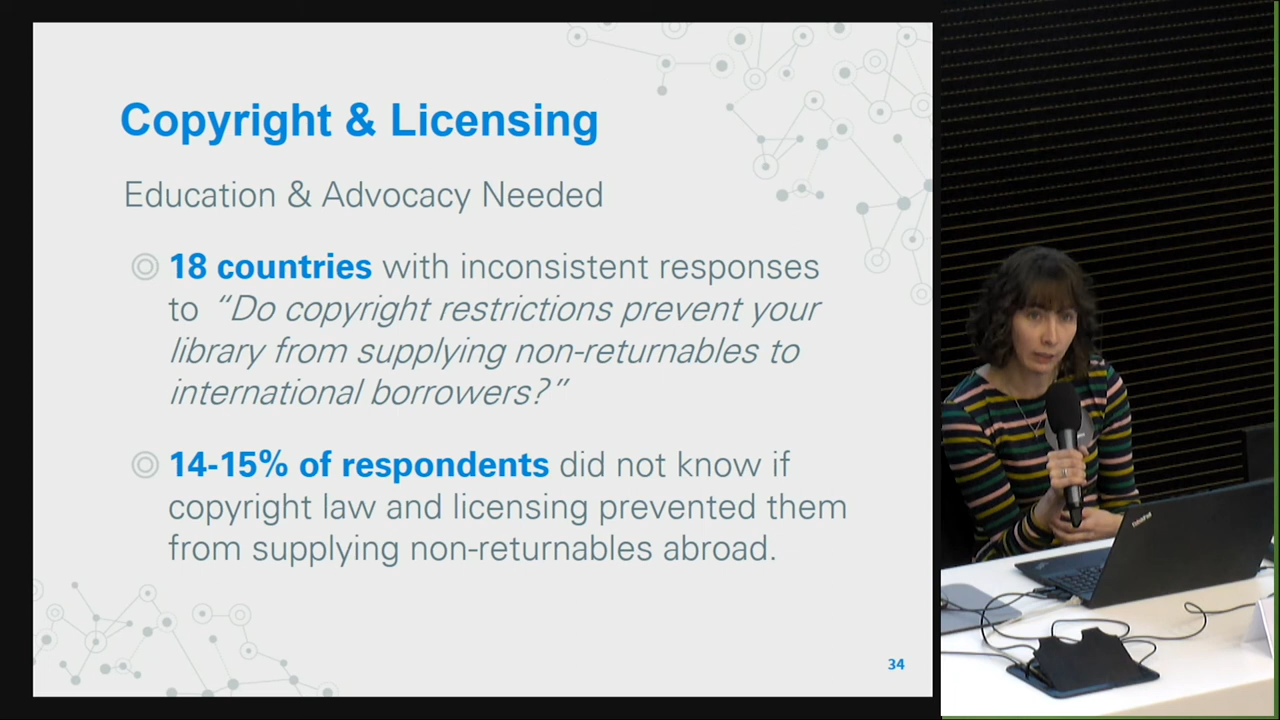 Copyright & Licensing
Education & Advocacy Needed
18 countries with inconsistent responses
to “Do copyright restrictions prevent your
library from supplying non-returnables to
international borrowers?”
14-15% of respondents did not know if
copyright law and licensing prevented them
from supplying non-returnables abroad.
34
ThinkPad